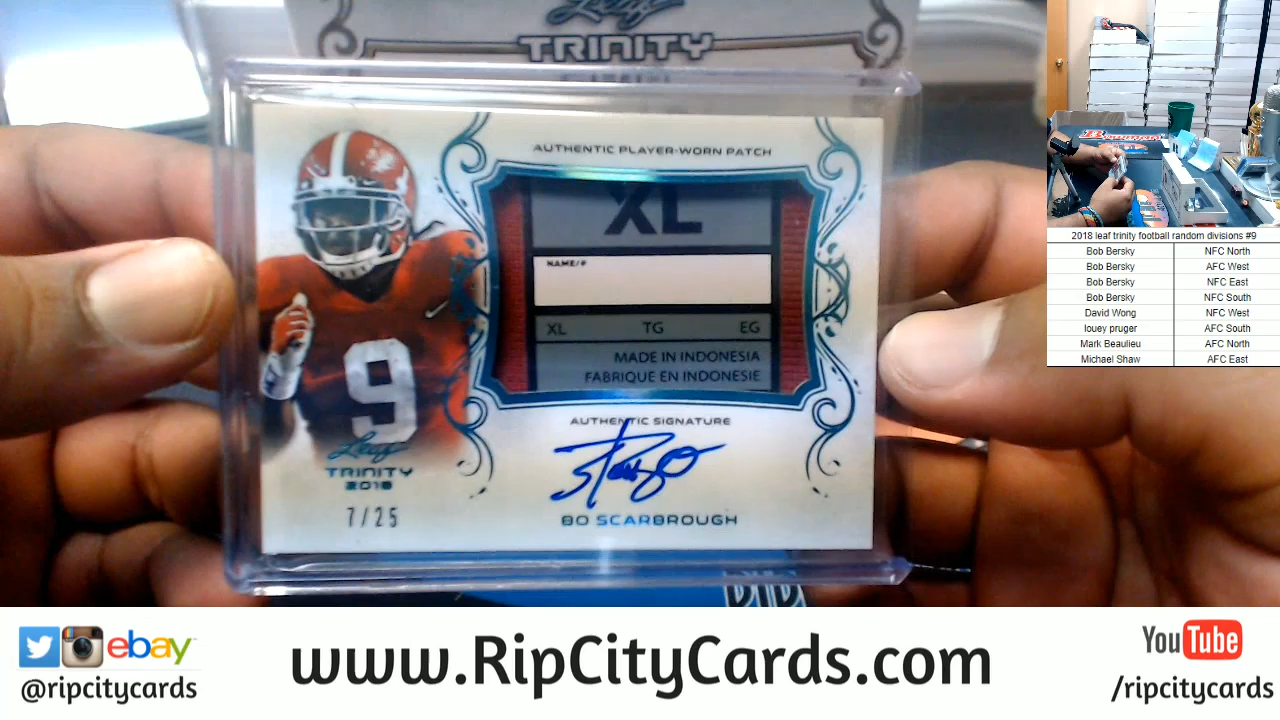 Leaf
TRINITY
AUTHENTIC PLAYER-WORN PATCH
XL
NAME/#
XL TG EG
MADE IN INDONESIA
FABRIQUE EN INDONESIE
9
AUTHENTIC SIGNATURE
Leaf
TRINITY
2018
7/25
BO SCARBROUGH
2018 leaf trinity football random divisions #9
Bob Bersky NFC North
Bob Bersky AFC West
Bob Bersky NFC East
Bob Bersky NFC South
David Wong NFC West
louey pruger AFC South
Mark Beaulieu AFC North
Michael Shaw AFC East
ebay
@ripcitycards
www.RipCityCards.com
YouTube
/ripcitycards